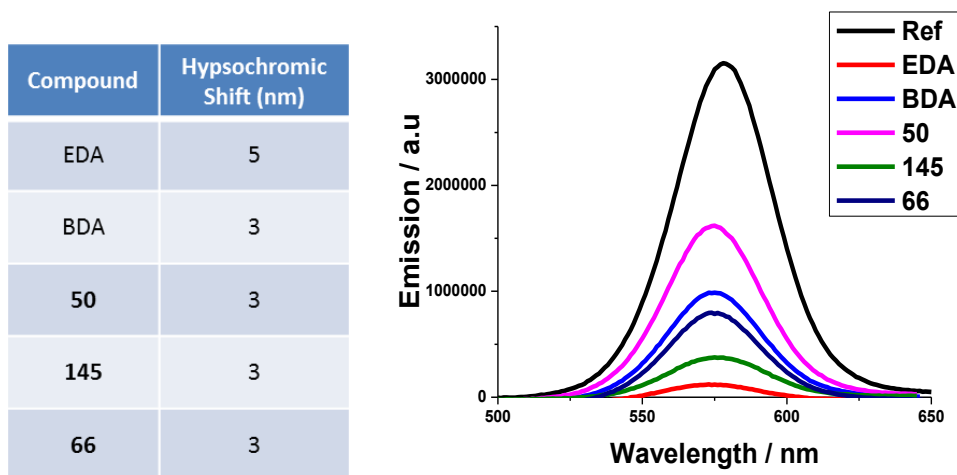 Compound Hypsochromic Shift (nm)
EDA 5
BDA 3
50 3
145 3
66 3
Ref
EDA
BDA
50
145
66
3000000
2000000
1000000
0
Emission / a.u
500 550 600 650
Wavelength / nm